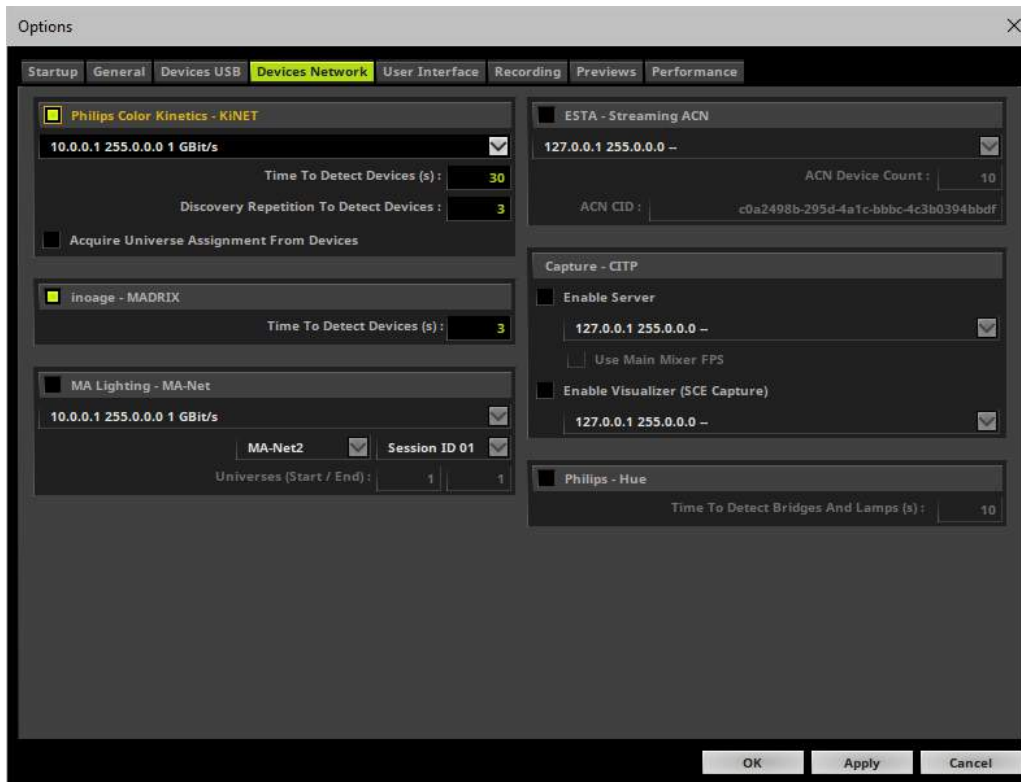 Options
Startup General Devices USB Devices Network User Interface Recording Previews Performance
Philips Color Kinetics - KiNET
10.0.0.1 255.0.0.0 1 GBit/s
Time To Detect Devices (s) : 30
Discovery Repetition To Detect Devices : 3
Acquire Universe Assignment From Devices
inoage - MADRIX
Time To Detect Devices (s) : 3
MA Lighting - MA-Net
10.0.0.1 255.0.0.0 1 GBit/s
MA-Net2 Session ID 01
Universes (Start / End) : 1 1
ESTA - Streaming ACN
127.0.0.1 255.0.0.0 --
ACN Device Count : 10
ACN CID : c0a2498b-295d-4a1c-bbbc-4c3b0394bbdf
Capture - CITP
Enable Server
127.0.0.1 255.0.0.0 --
Use Main Mixer FPS
Enable Visualizer (SCE Capture)
127.0.0.1 255.0.0.0 --
Philips - Hue
Time To Detect Bridges And Lamps (s) : 10
OK Apply Cancel